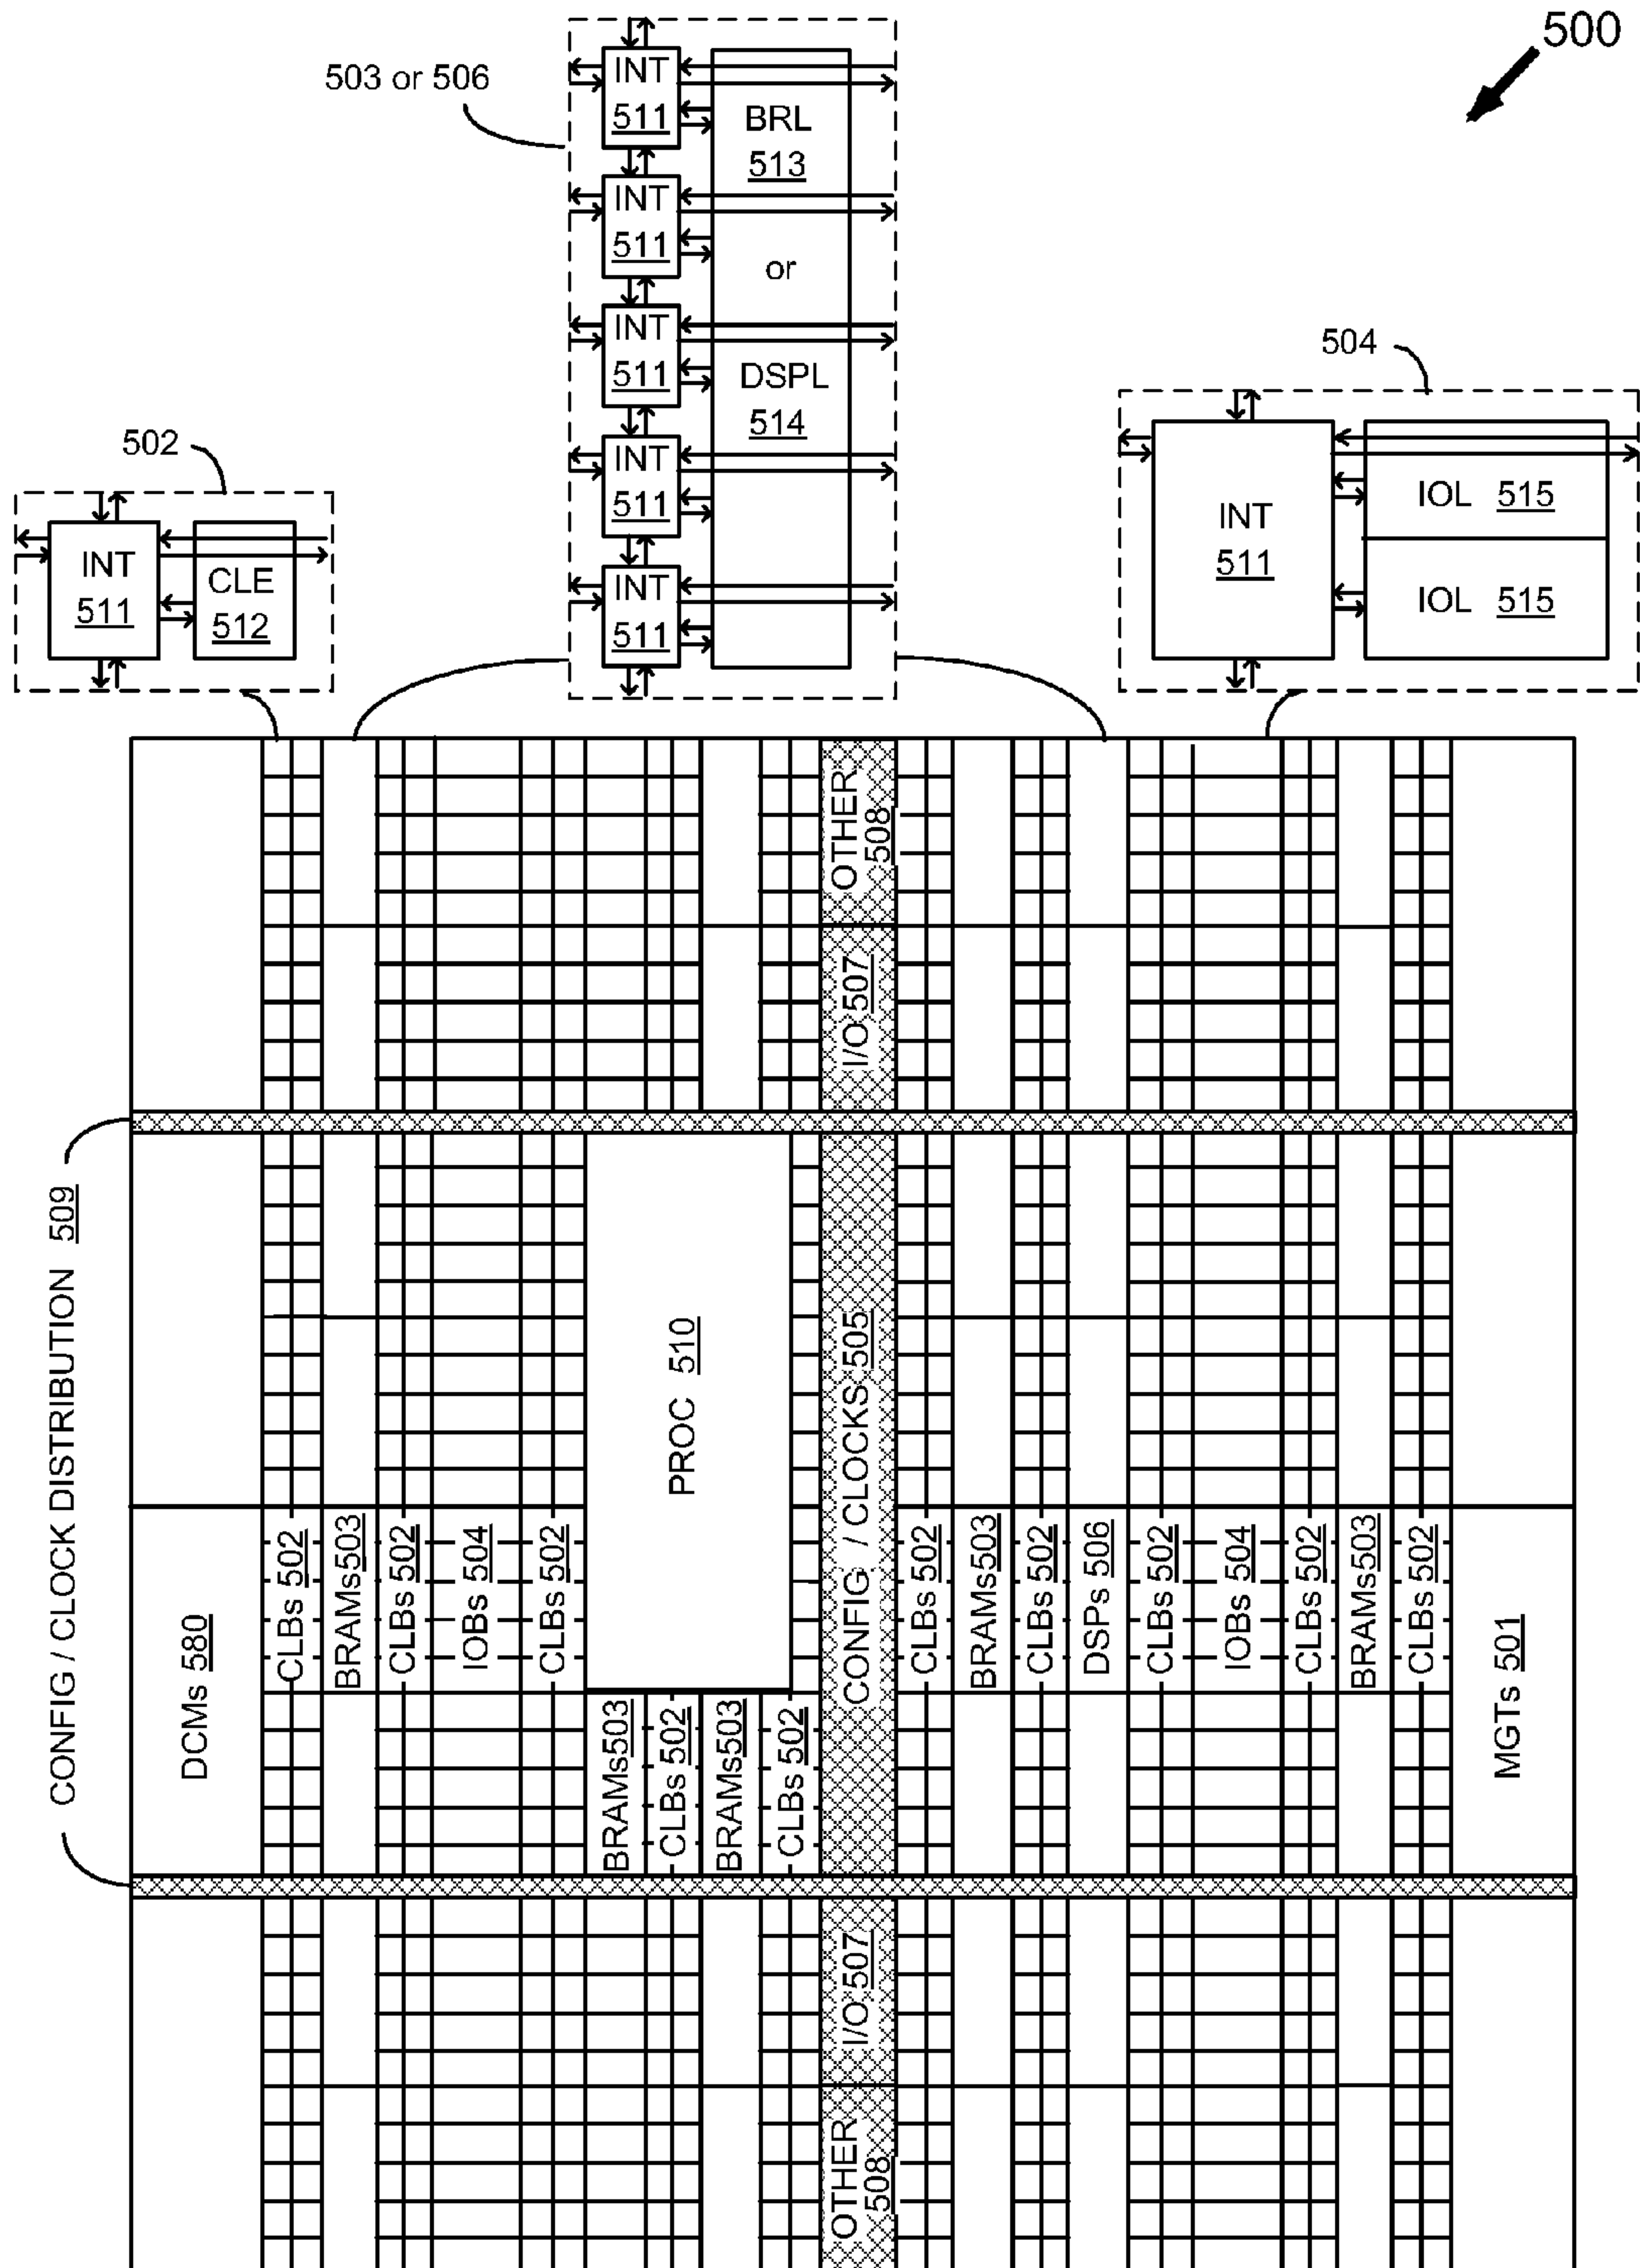 500
503 or 506
INT
511
BRL
513
INT
511
or
INT
511
DSPL
514
INT
511
INT
511
504
INT
511
IOL 515
IOL 515
502
INT
511
CLE
512
OTHER
508
I/O 507
CONFIG / CLOCK DISTRIBUTION 509
PROC 510
CONFIG / CLOCKS 505
DCMs 580
CLBs 502
BRAMs503
CLBs 502
IOBs 504
CLBs 502
BRAMs503
CLBs 502
BRAMs503
CLBs 502
CLBs 502
BRAMs503
CLBs 502
DSPs 506
CLBs 502
IOBs 504
CLBs 502
BRAMs503
CLBs 502
MGTs 501
I/O 507
OTHER
508